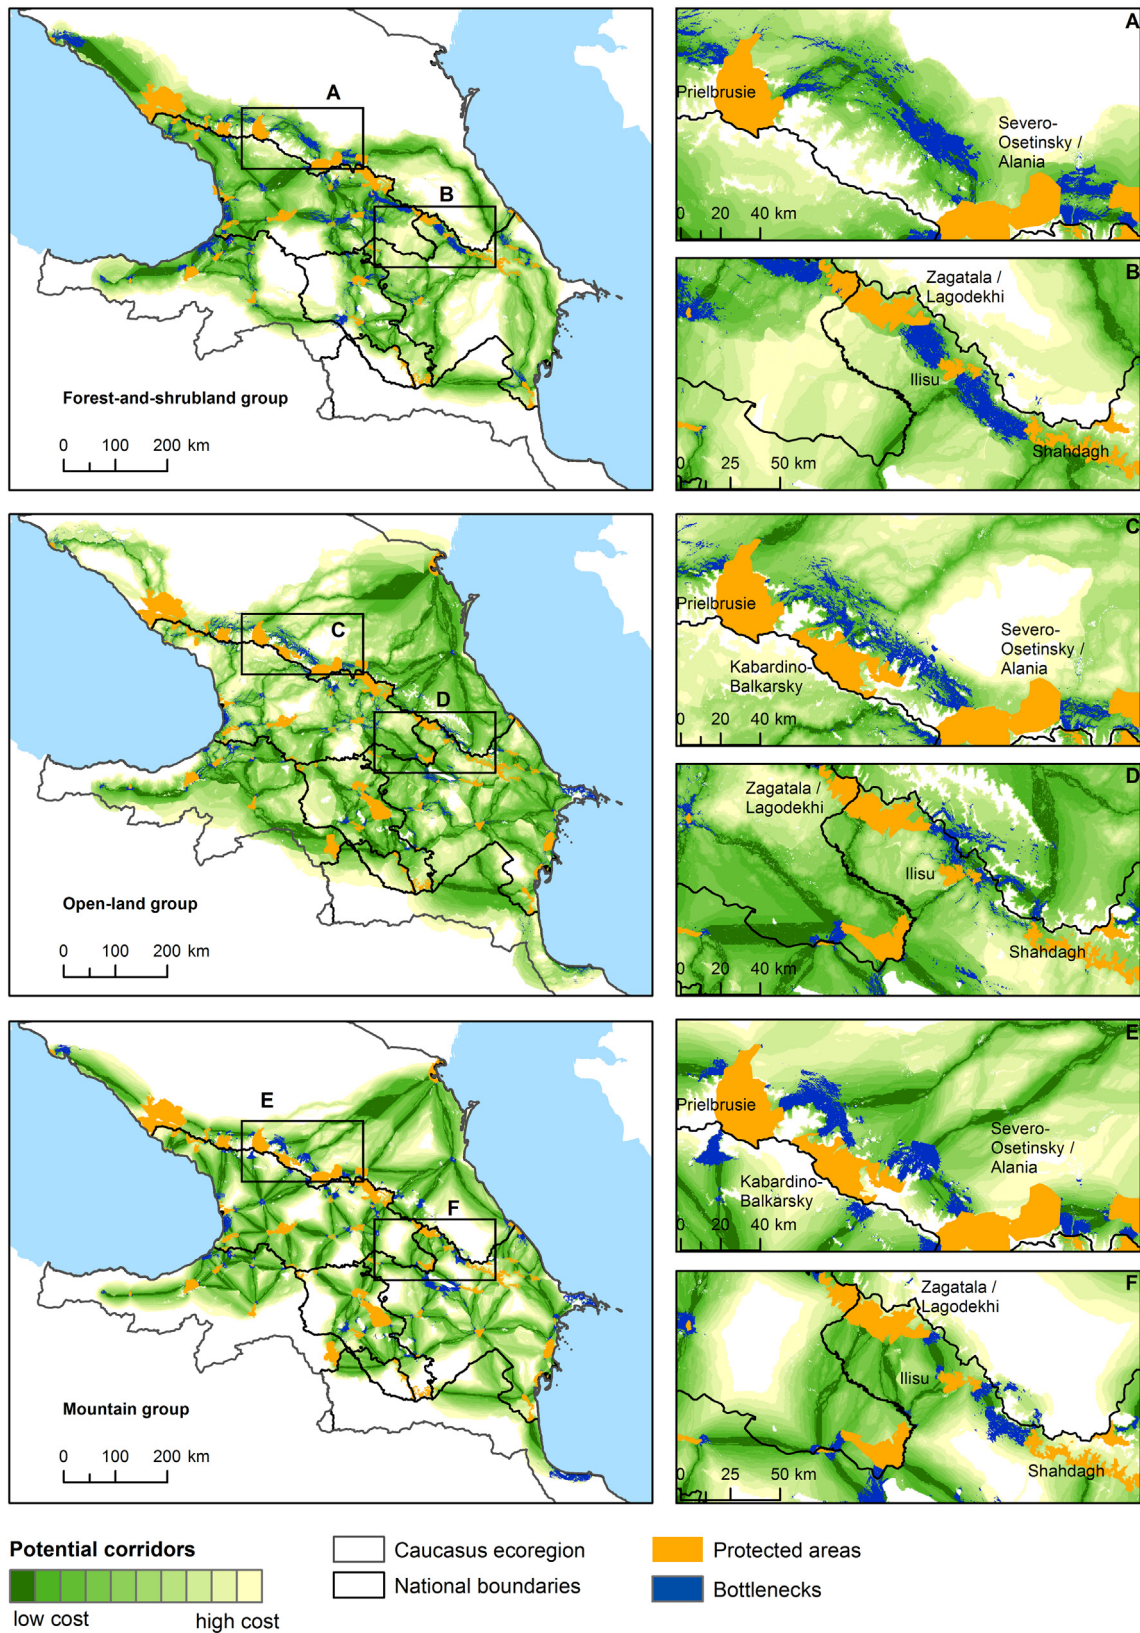 A
B
Forest-and-shrubland group
0 100 200 km
A
Prielbrusie
Severo-
Osetinsky /
Alania
0 20 40 km
B
Zagatala /
Lagodekhi
Ilisu
Shahdagh
0 25 50 km
C
D
Open-land group
0 100 200 km
C
Prielbrusie
Severo-
Osetinsky /
Alania
Kabardino-
Balkarsky
0 20 40 km
D
Zagatala /
Lagodekhi
Ilisu
Shahdagh
0 20 40 km
E
F
Mountain group
0 100 200 km
E
Prielbrusie
Severo-
Osetinsky /
Alania
Kabardino-
Balkarsky
0 20 40 km
F
Zagatala /
Lagodekhi
Ilisu
Shahdagh
0 25 50 km
Potential corridors
low cost high cost
Caucasus ecoregion
National boundaries
Protected areas
Bottlenecks